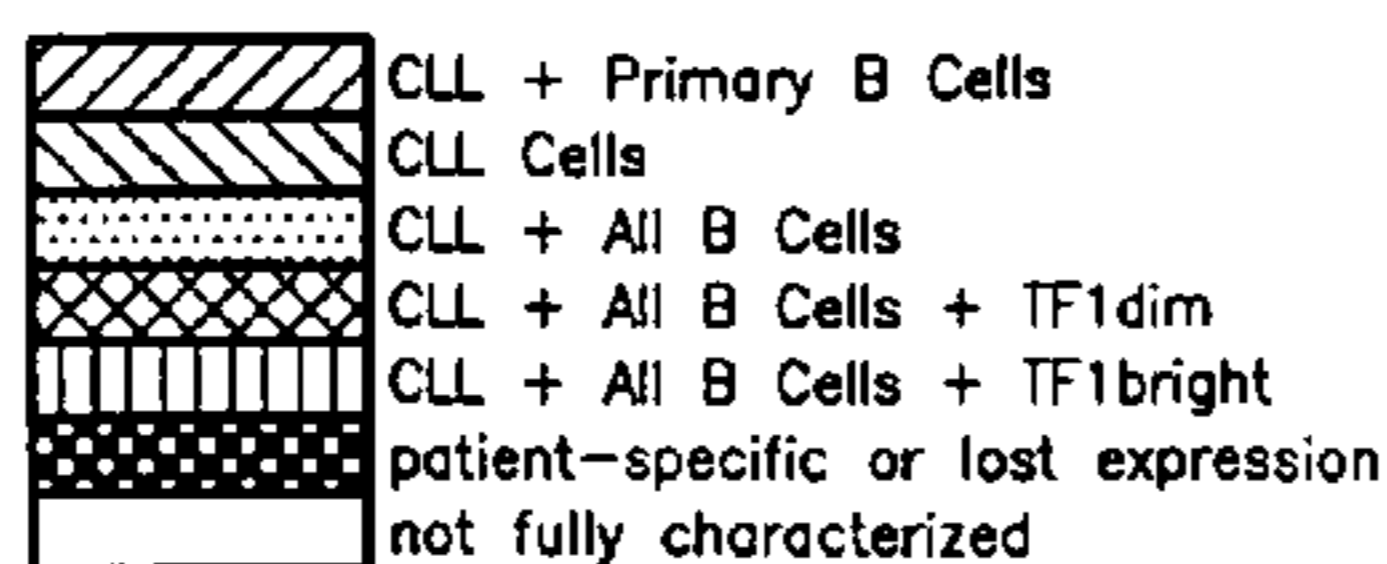 CLL + Primary B Cells
CLL Cells
CLL + All B Cells
CLL + All B Cells + TF1dim
CLL + All B Cells + TF1bright
patient-specific or lost expression
not fully characterized